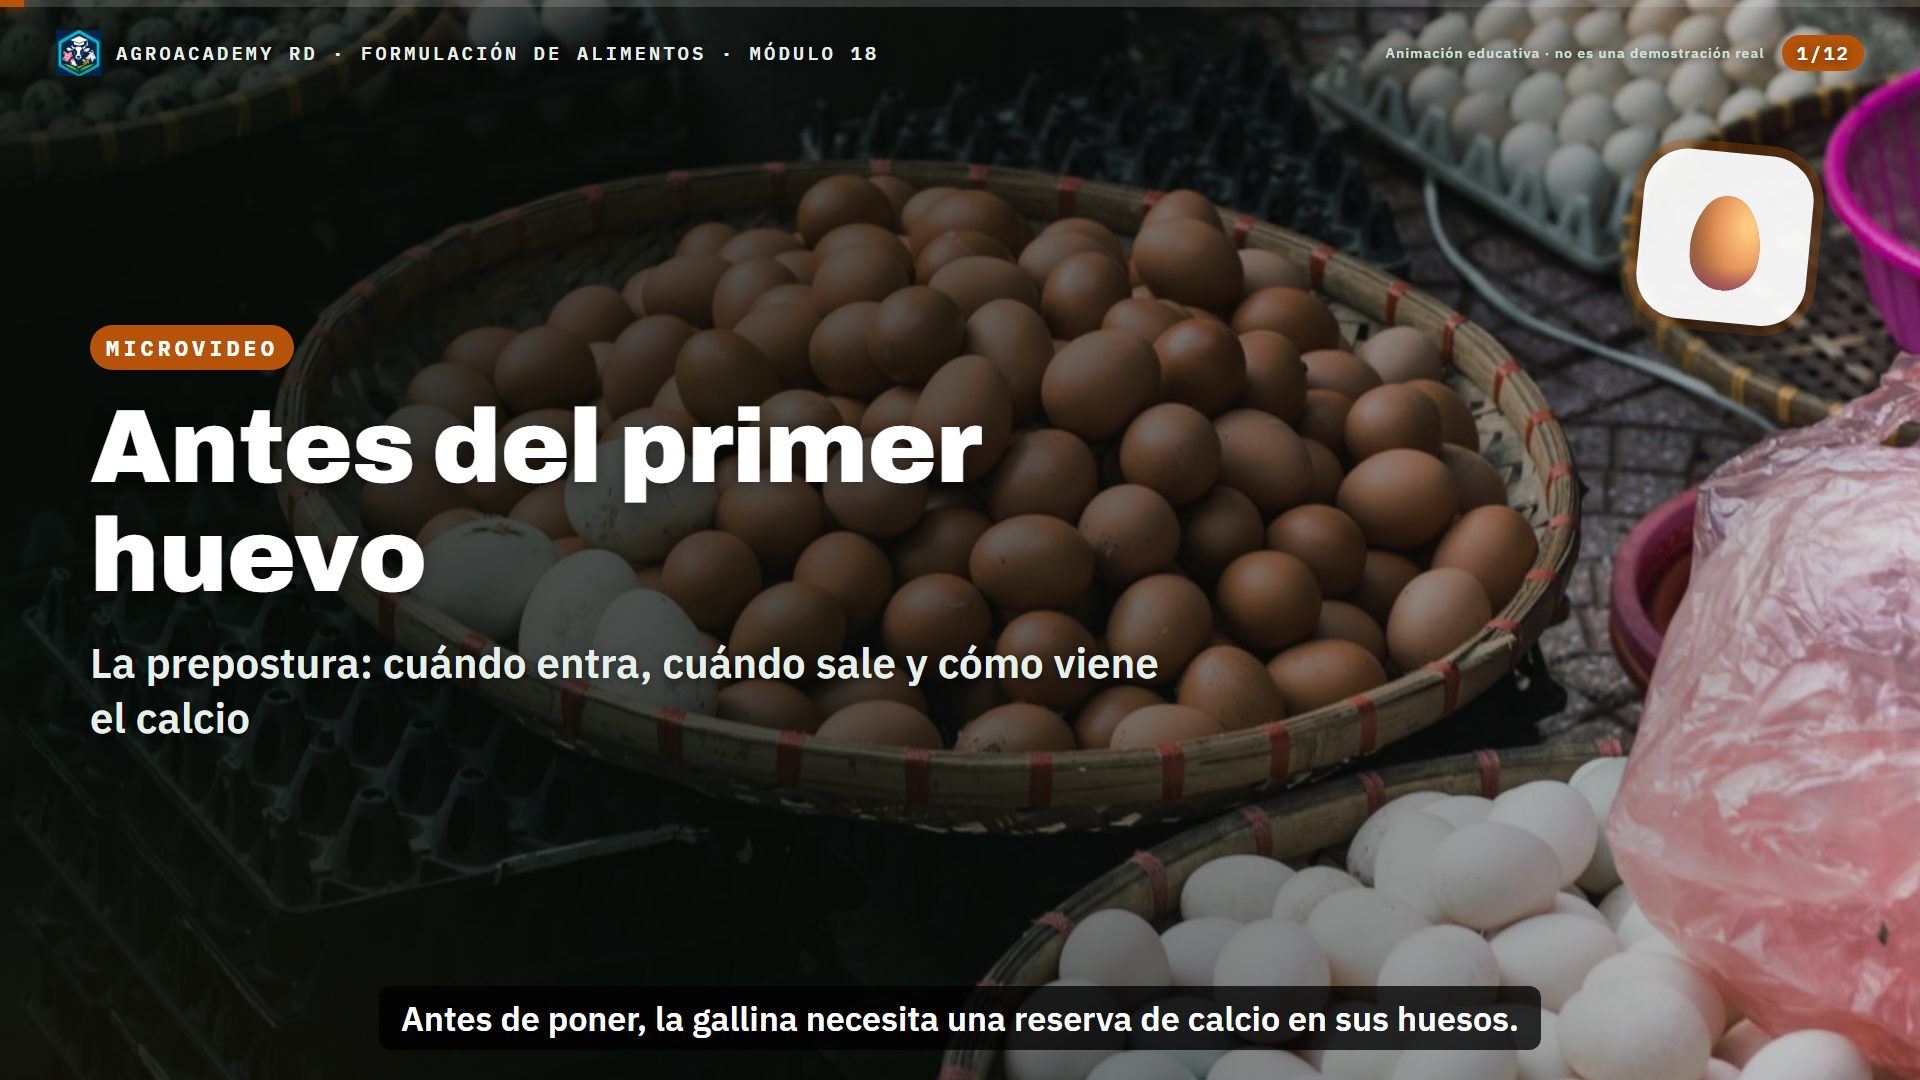 AGROACADEMY RD · FORMULACIÓN DE ALIMENTOS · MÓDULO 18
Animación educativa · no es una demostración real
1/12
MICROVIDEO
Antes del primer
huevo
La prepostura: cuándo entra, cuándo sale y cómo viene
el calcio
Antes de poner, la gallina necesita una reserva de calcio en sus huesos.